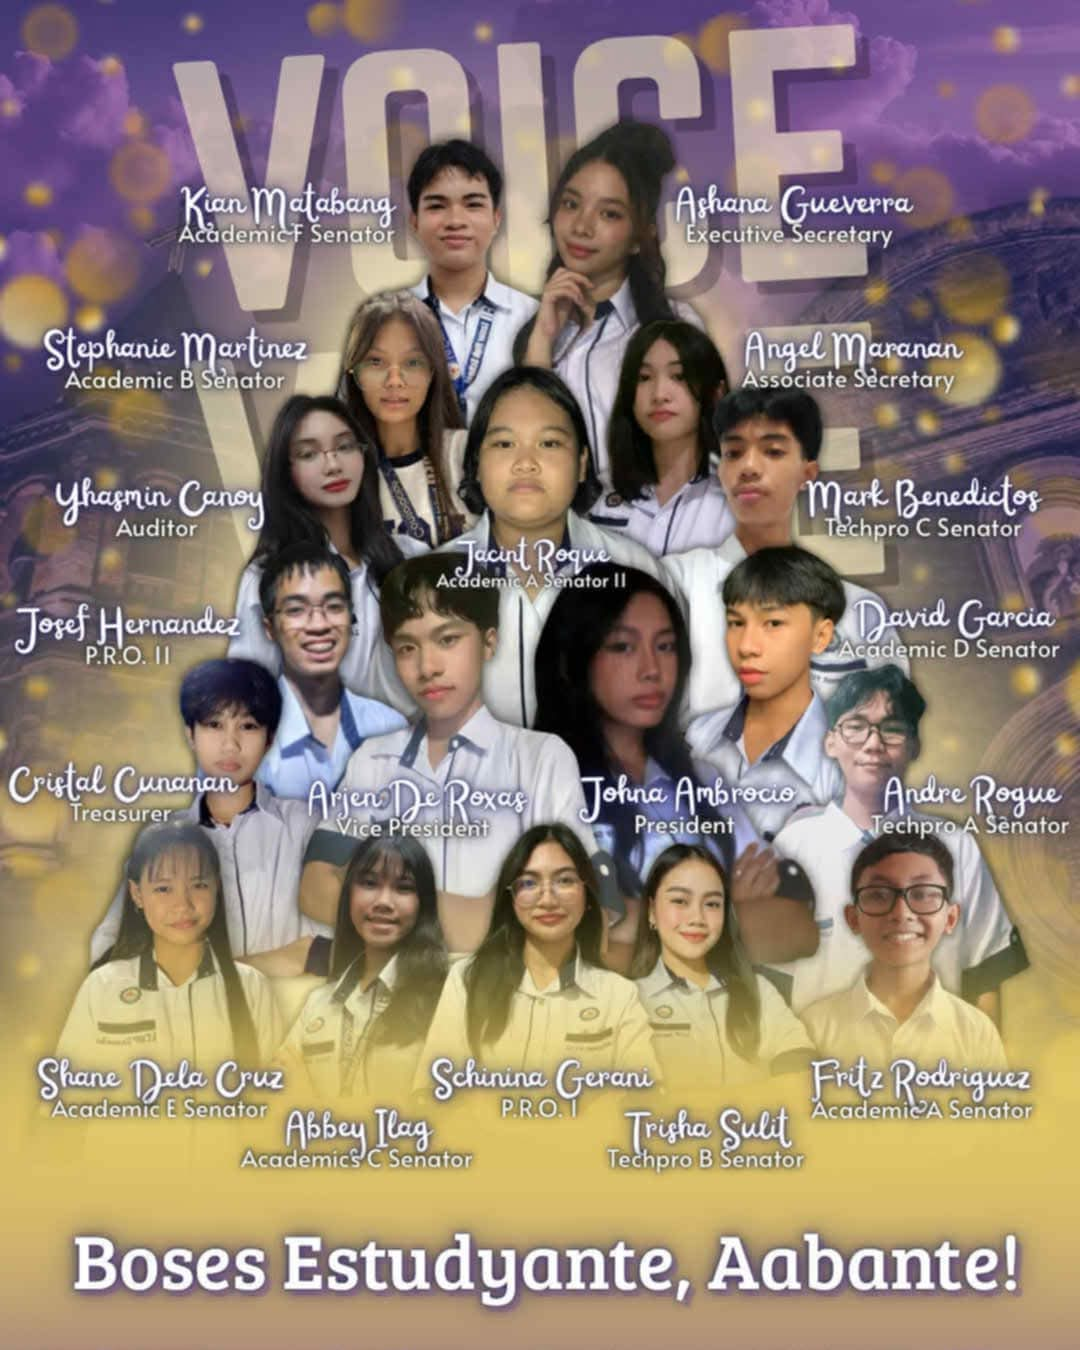 VOICE
Kian Matabang
Academic F Senator
Ashana Gueverra
Executive Secretary
Stephanie Martinez
Academic B Senator
Angel Maranan
Associate Secretary
Yhasmin Canoy
Auditor
Mark Benedictos
Techpro C Senator
Jacint Roque
Academic A Senator II
Josef Hernandez
P.R.O. II
David Garcia
Academic D Senator
Cristal Cunanan
Treasurer
Arjen De Roxas
Vice President
Johna Ambrocio
President
Andre Rogue
Techpro A Senator
Shane Dela Cruz
Academic E Senator
Schinina Gerani
P.R.O. I
Fritz Rodriguez
Academic A Senator
Abbey Ilag
Academics C Senator
Trisha Sulit
Techpro B Senator
Boses Estudyante, Aabante!